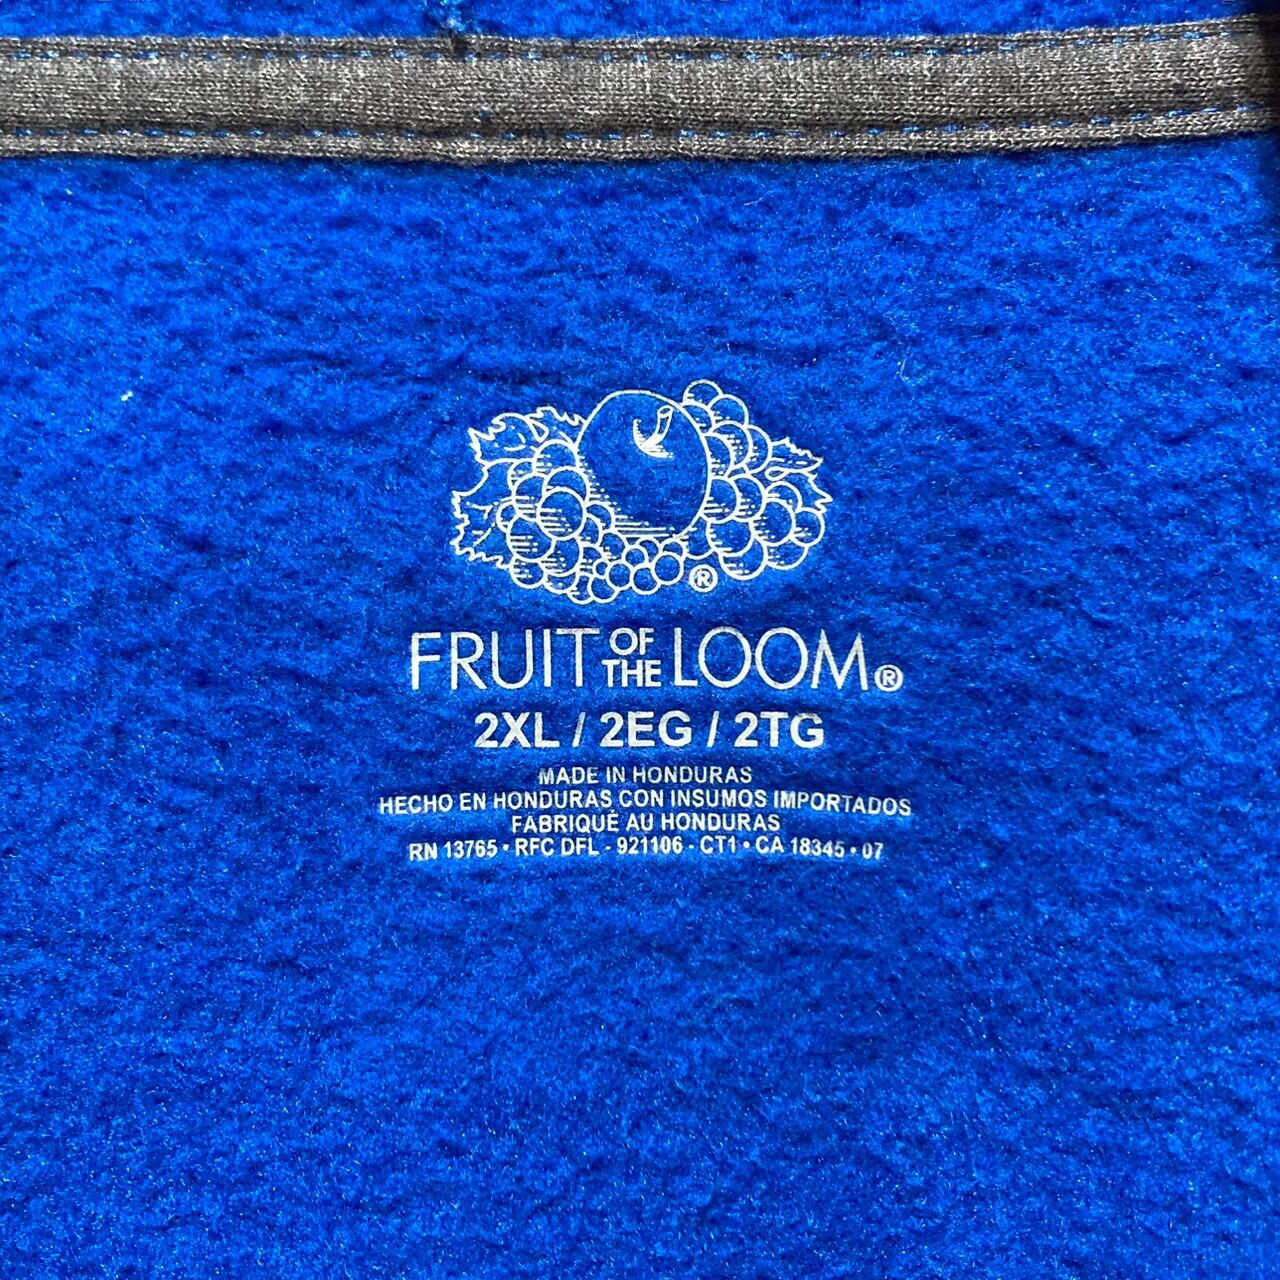 ®
FRUIT OF THE LOOM®
2XL / 2EG / 2TG
MADE IN HONDURAS
HECHO EN HONDURAS CON INSUMOS IMPORTADOS
FABRIQUÉ AU HONDURAS
RN 13765 • RFC DFL - 921106 - CT1 • CA 18345 • 07